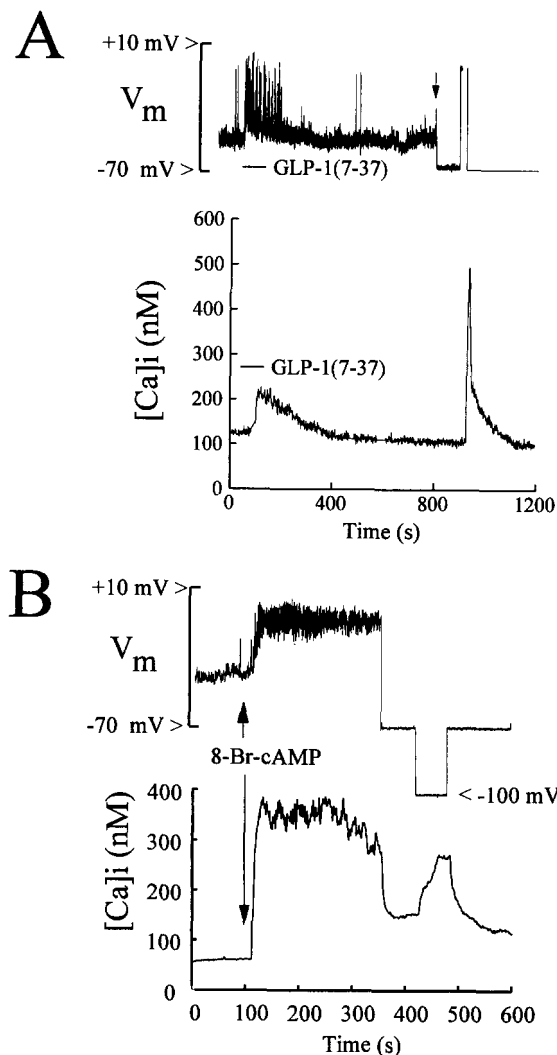 A
+10 mV >
Vm
-70 mV >
GLP-1(7-37)
600
500
400
300
200
100
0
[Ca]i (nM)
GLP-1(7-37)
0 400 800 1200
Time (s)
B
+10 mV >
Vm
-70 mV >
8-Br-cAMP
< -100 mV
400
300
200
100
0
[Ca]i (nM)
0 100 200 300 400 500 600
Time (s)